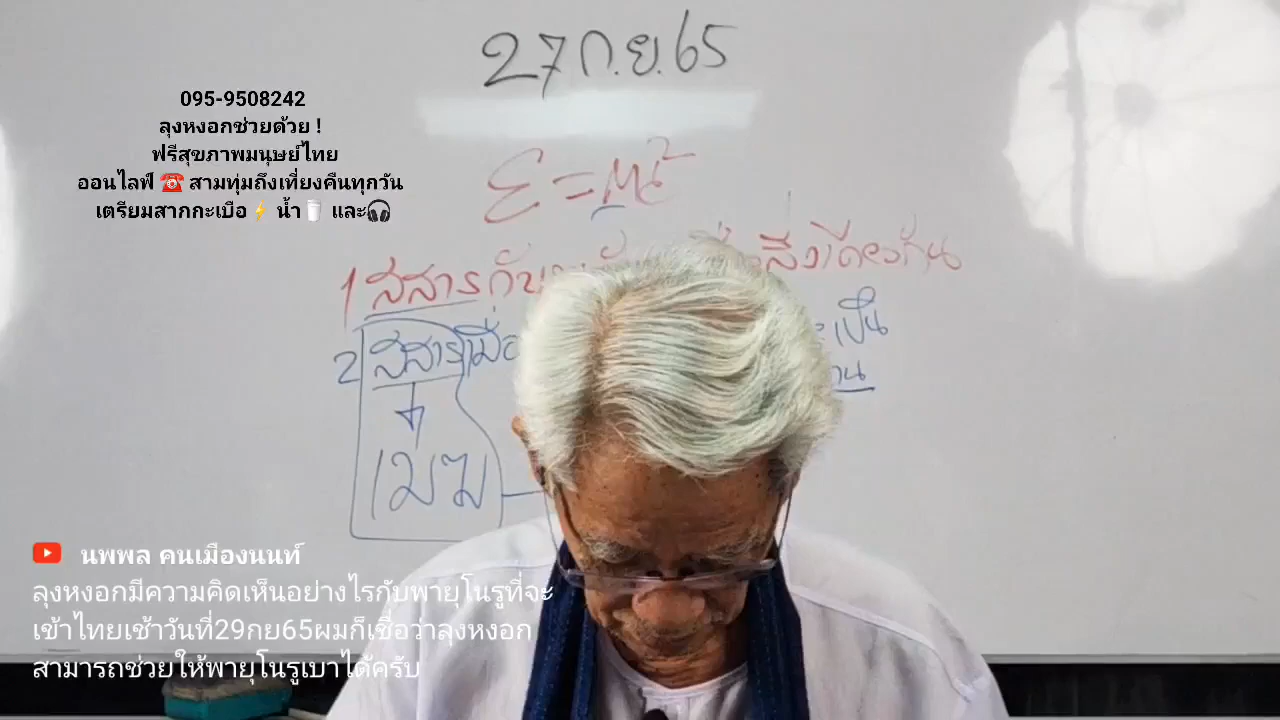 27 ก.ย. 65
095-9508242
ลุงหงอกช่วยด้วย !
ฟรีสุขภาพมนุษย์ไทย
ออนไลฟ์ ☎️ สามทุ่มถึงเที่ยงคืนทุกวัน
เตรียมสากกะเบือ⚡ น้ำ🥛 และ🎧
E = mc²
1 สสารกับ สิ่งเดียวกัน
2 สสารเมื่อ เป็น
เมฆ
นพพล คนเมืองนนท์
ลุงหงอกมีความคิดเห็นอย่างไรกับพายุโนรูที่จะ
เข้าไทยเช้าวันที่29กย65ผมก็เชื่อว่าลุงหงอก
สามารถช่วยให้พายุโนรูเบาได้ครับ